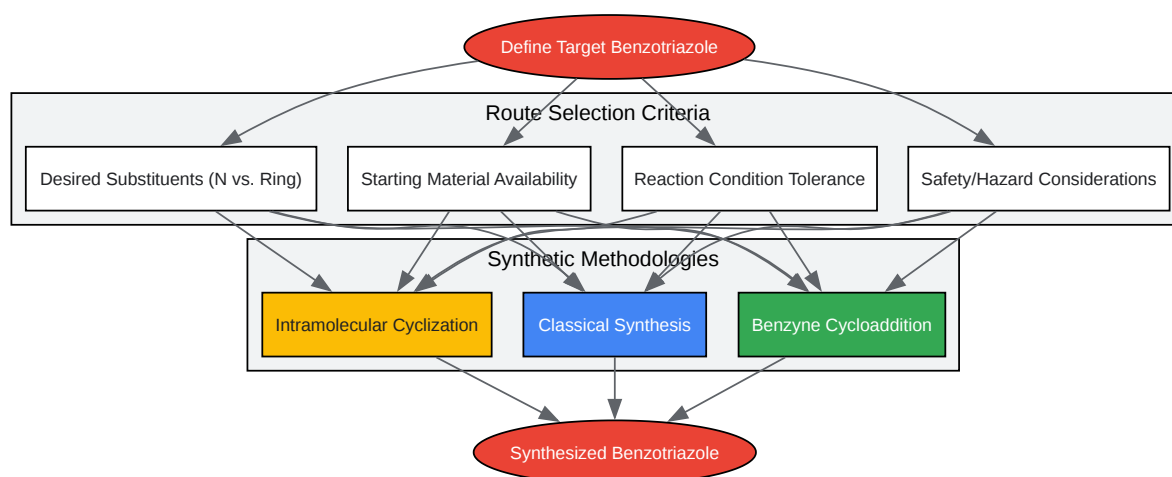 Define Target Benzotriazole
Route Selection Criteria
Desired Substituents (N vs. Ring)
Starting Material Availability
Reaction Condition Tolerance
Safety/Hazard Considerations
Synthetic Methodologies
Intramolecular Cyclization
Classical Synthesis
Benzyne Cycloaddition
Synthesized Benzotriazole